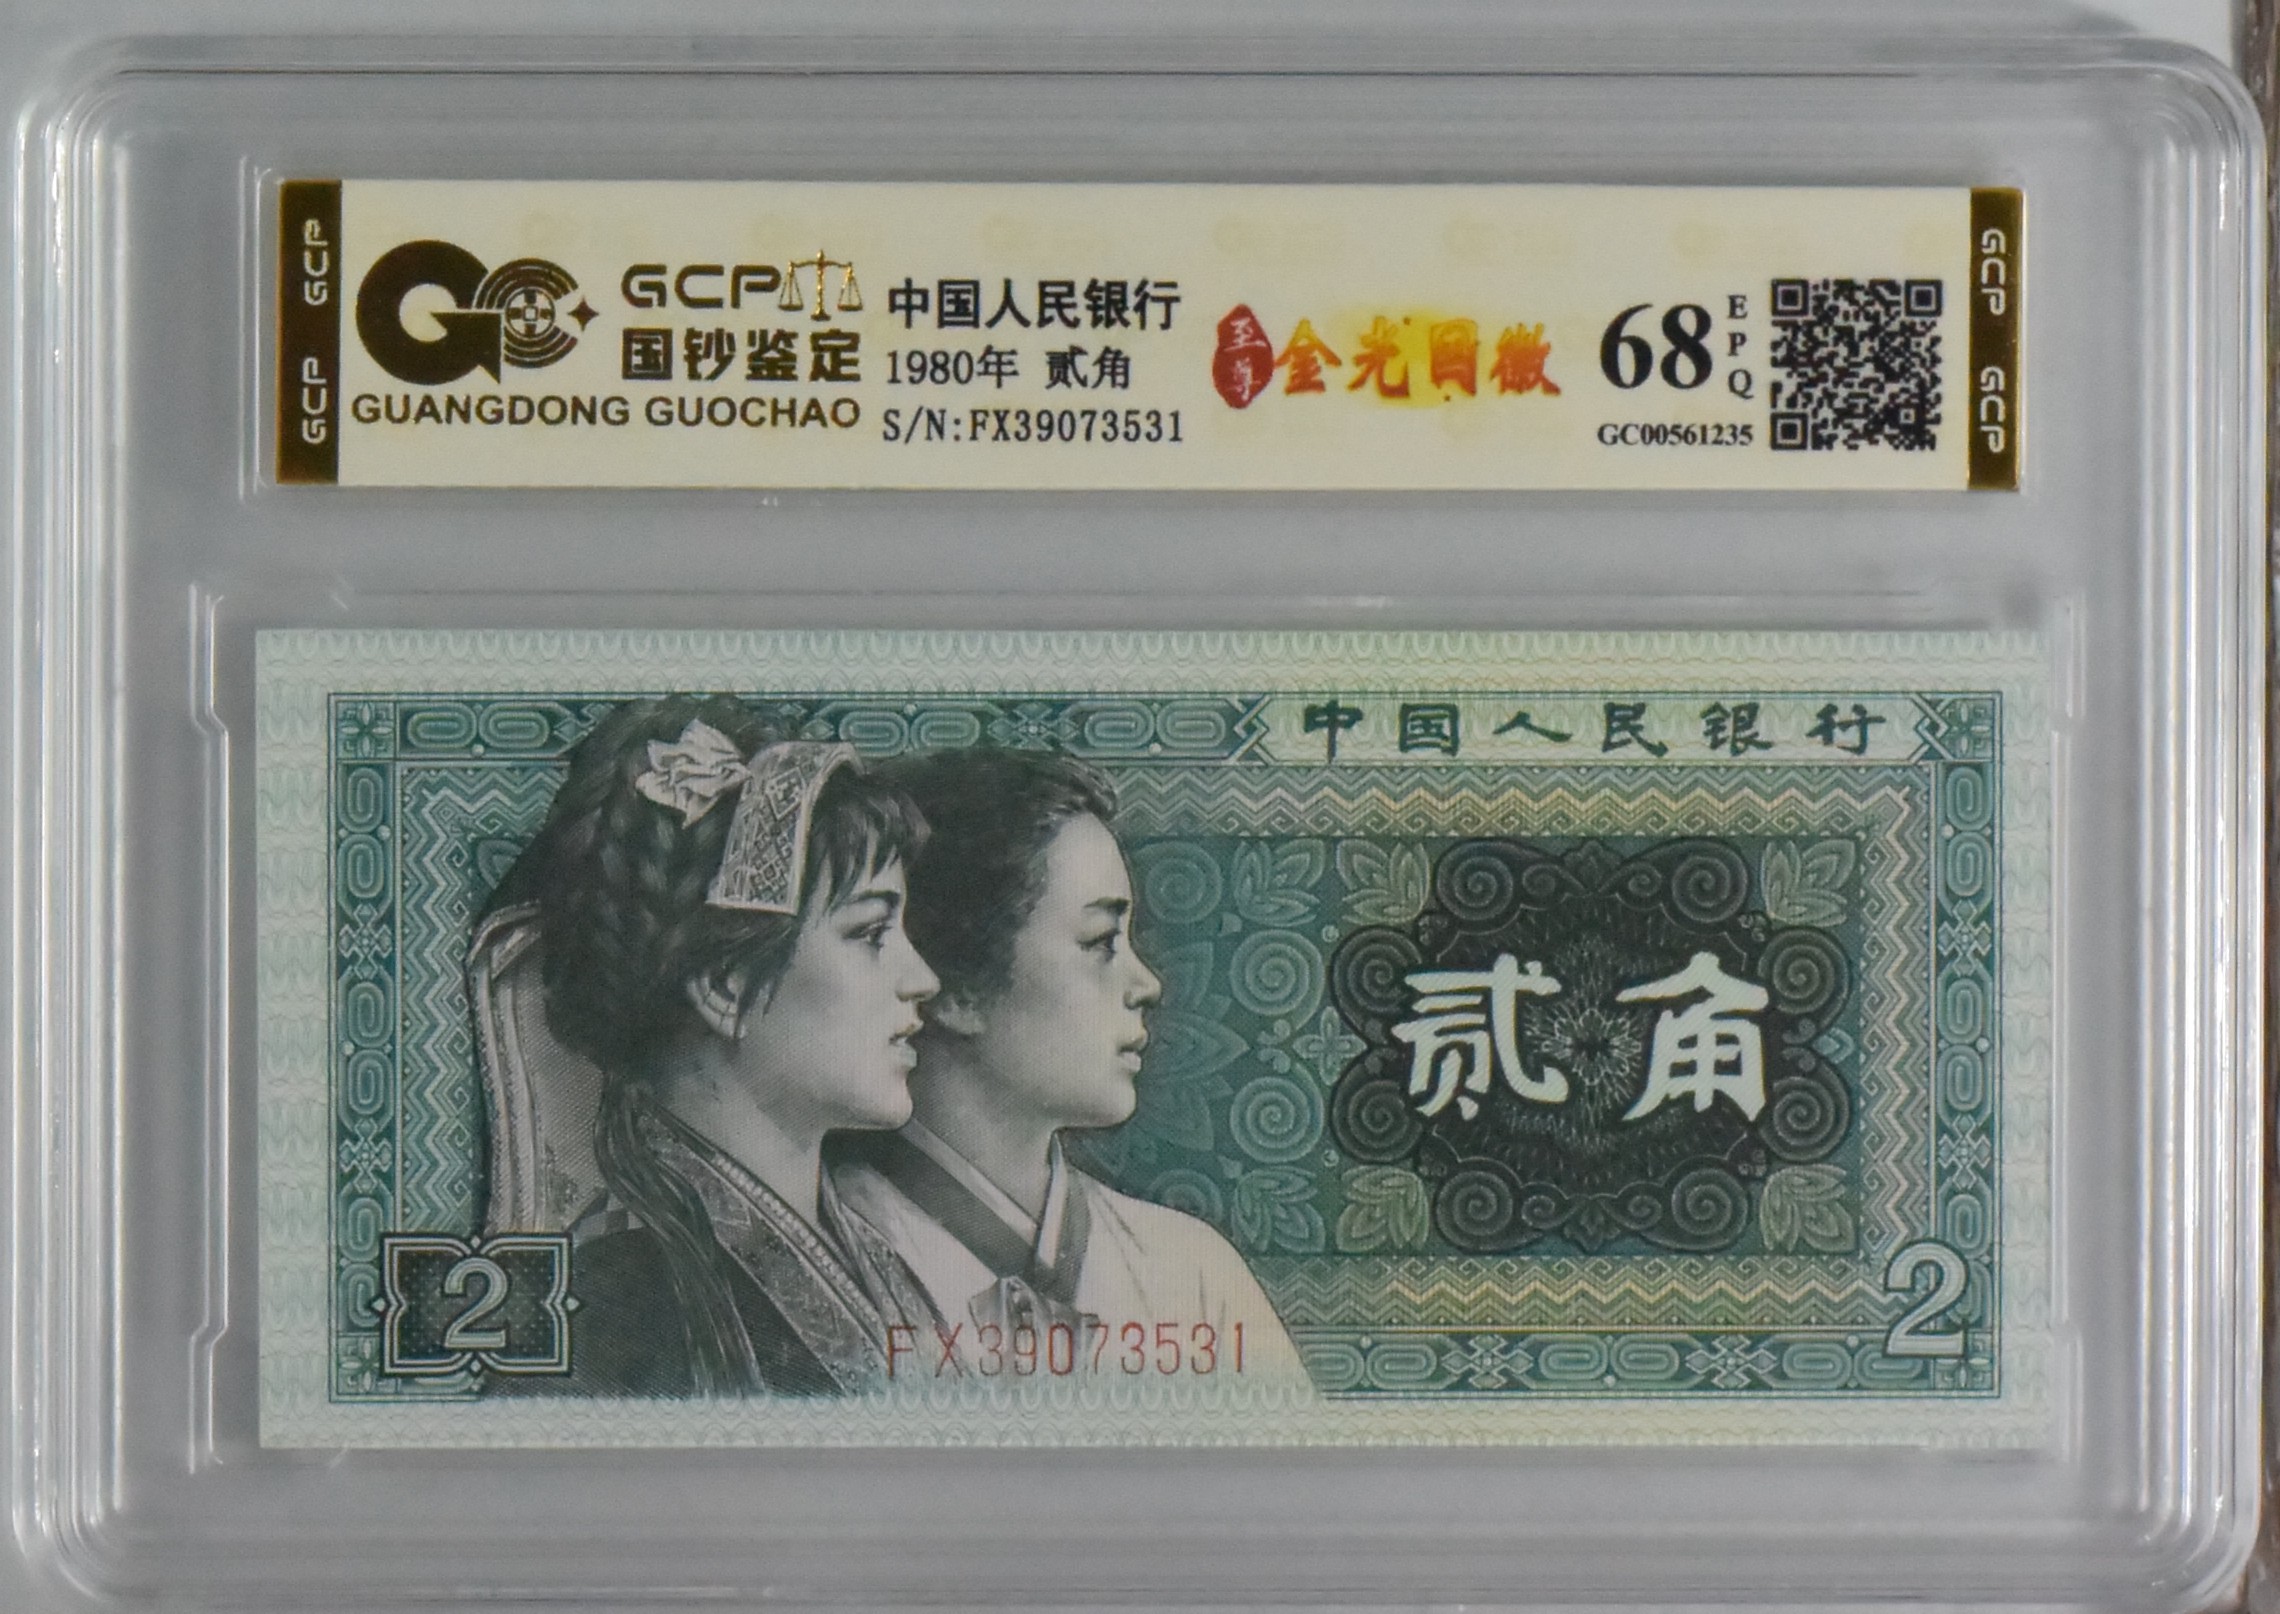 GCP GCP
GCP
国钞鉴定
GUANGDONG GUOCHAO
中国人民银行
1980年 贰角
S/N:FX39073531
至尊
金光国徽
68
EPQ
GC00561235
GCP GCP
中国人民银行
贰角
2
2
FX39073531